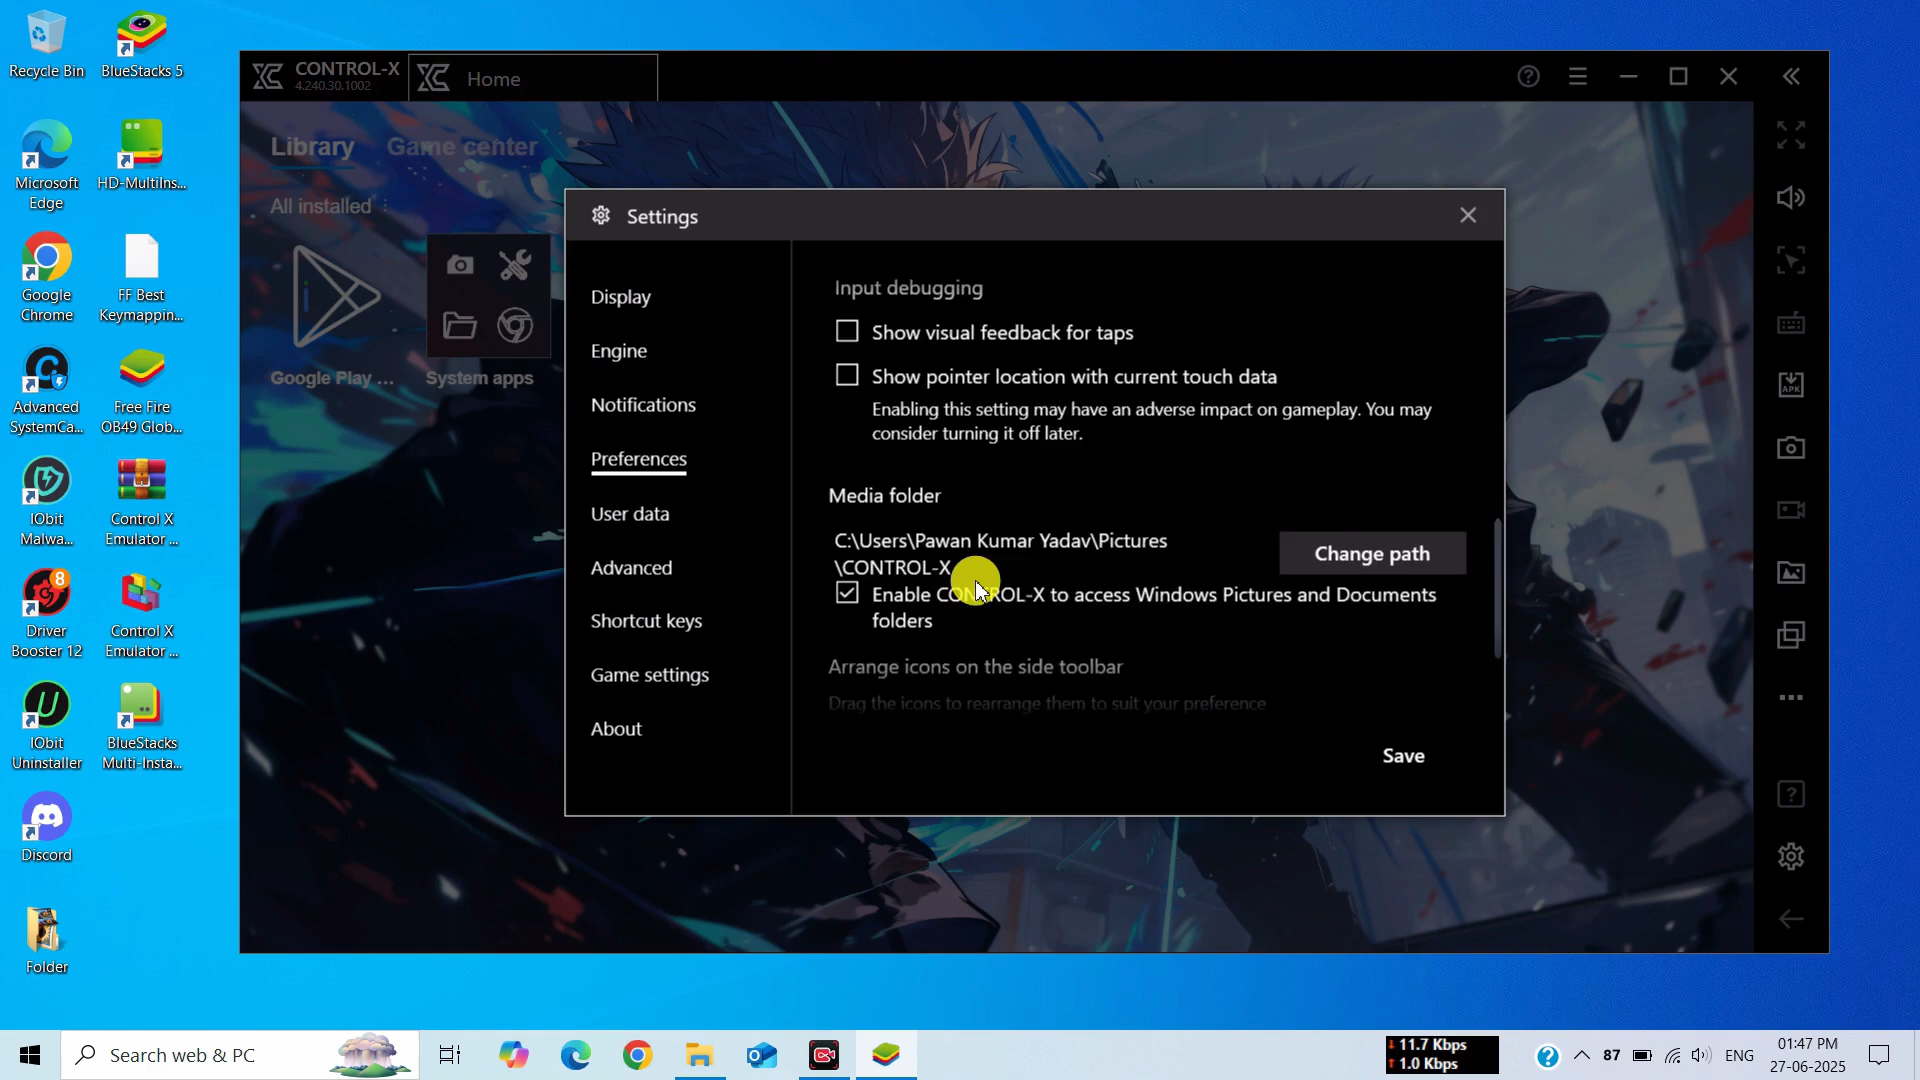 Recycle Bin
BlueStacks 5
Microsoft
Edge
HD-MultiIns...
Google
Chrome
FF Best
Keymappin...
Advanced
SystemCa...
Free Fire
OB49 Glob...
IObit
Malwa...
Control X
Emulator ...
8
Driver
Booster 12
Control X
Emulator ...
IObit
Uninstaller
BlueStacks
Multi-Insta...
Discord
Folder
CONTROL-X
4.240.30.1002
Home
Library
Game center
All installed
Google Play ...
System apps
APK
Settings
Display
Engine
Notifications
Preferences
User data
Advanced
Shortcut keys
Game settings
About
Input debugging
Show visual feedback for taps
Show pointer location with current touch data
Enabling this setting may have an adverse impact on gameplay. You may
consider turning it off later.
Media folder
C:\Users\Pawan Kumar Yadav\Pictures
\CONTROL-X
Change path
Enable CONTROL-X to access Windows Pictures and Documents
folders
Arrange icons on the side toolbar
Drag the icons to rearrange them to suit your preference
Save
Search web & PC
11.7 Kbps
1.0 Kbps
87
ENG
01:47 PM
27-06-2025